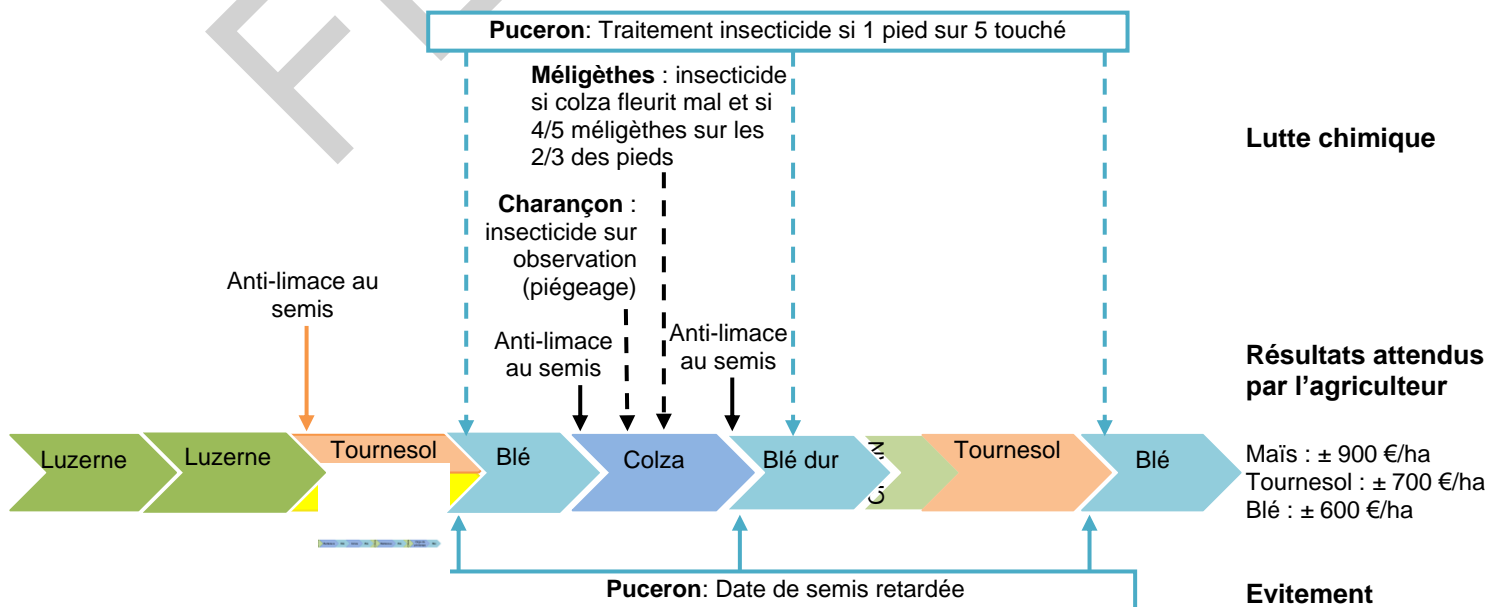 Puceron: Traitement insecticide si 1 pied sur 5 touché
Méligèthes : insecticide
si colza fleurit mal et si
4/5 méligèthes sur les
2/3 des pieds
Lutte chimique
Charançon :
insecticide sur
observation
(piégeage)
Anti-limace au
semis
Anti-limace
au semis
Anti-limace
au semis
Résultats attendus
par l’agriculteur
Luzerne
Luzerne
Tournesol
Blé
Colza
Blé dur
Tournesol
Blé
Maïs : ± 900 €/ha
Tournesol : ± 700 €/ha
Blé : ± 600 €/ha
Puceron: Date de semis retardée
Evitement